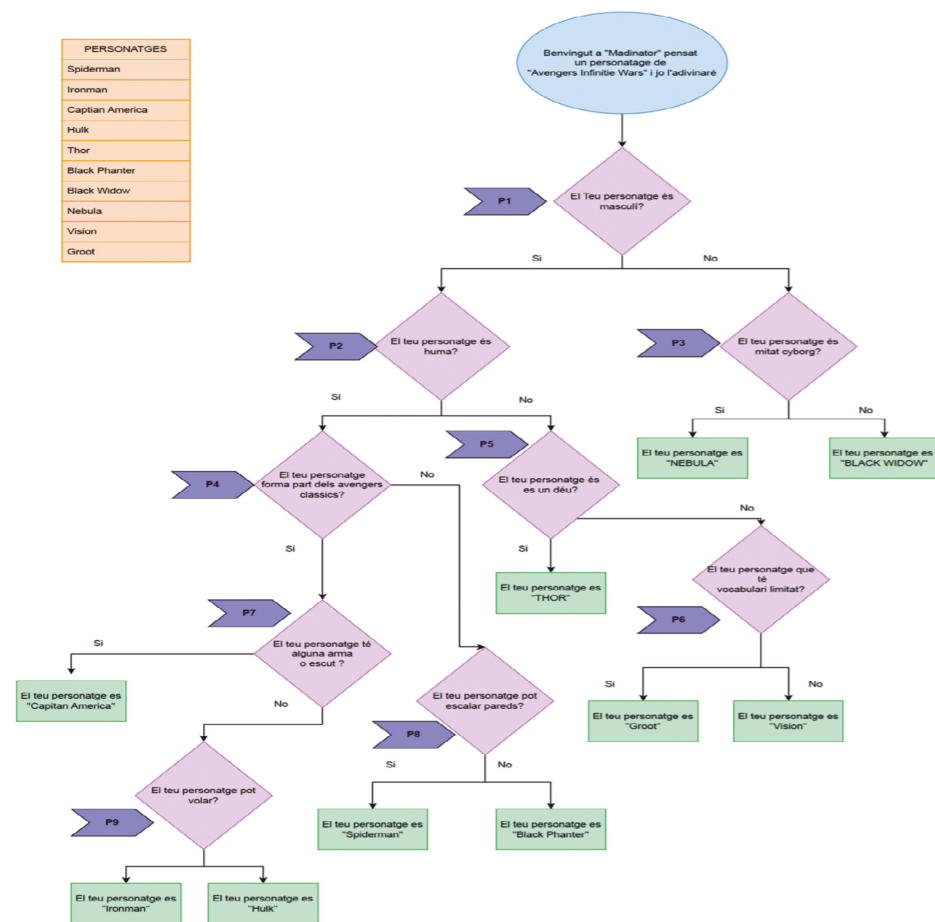 PERSONATGES
Spiderman
Ironman
Captian America
Hulk
Thor
Black Phanter
Black Widow
Nebula
Vision
Groot
Benvingut a "Madinator" pensat
un personatage de
"Avengers Infinitie Wars" i jo l'adivinaré
P1
El Teu personatge és
masculí?
Si
No
P2
El teu personatge és
huma?
P3
El teu personatge és
mitat cyborg?
Si
No
Si
No
El teu personatge es
"NEBULA"
El teu personatge es
"BLACK WIDOW"
P4
El teu personatge
forma part dels avengers
classics?
No
P5
El teu personatge és
es un déu?
No
Si
Si
El teu personatge es
"THOR"
El teu personatge que
té
vocabulari limitat?
P6
P7
El teu personatge té
alguna arma
o escut ?
Si
El teu personatge es
"Capitan America"
No
El teu personatge pot
escalar pareds?
P8
Si
No
Si
No
El teu personatge es
"Groot"
El teu personatge es
"Vision"
El teu personatge pot
volar?
P9
El teu personatge es
"Spiderman"
El teu personatge es
"Black Phanter"
El teu personatge es
"Ironman"
El teu personatge es
"Hulk"